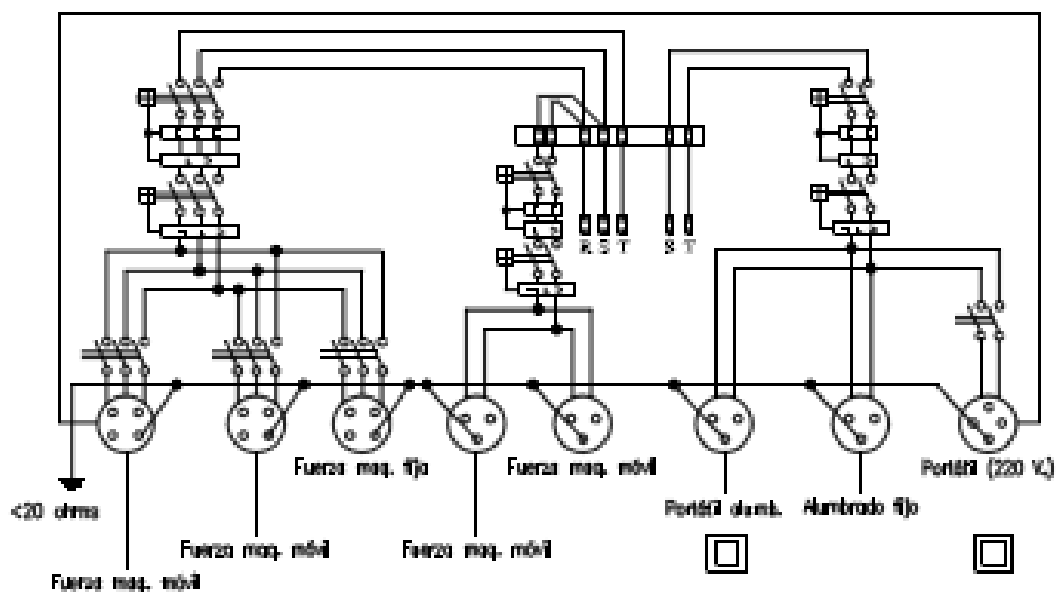 R S T S T
Fuerza maq. fijo
Fuerza maq. móvil
Portátil (220 V.)
<20 ohms
Portátil alumb.
Alumbrado fijo
Fuerza maq. móvil
Fuerza maq. móvil
Fuerza maq. móvil